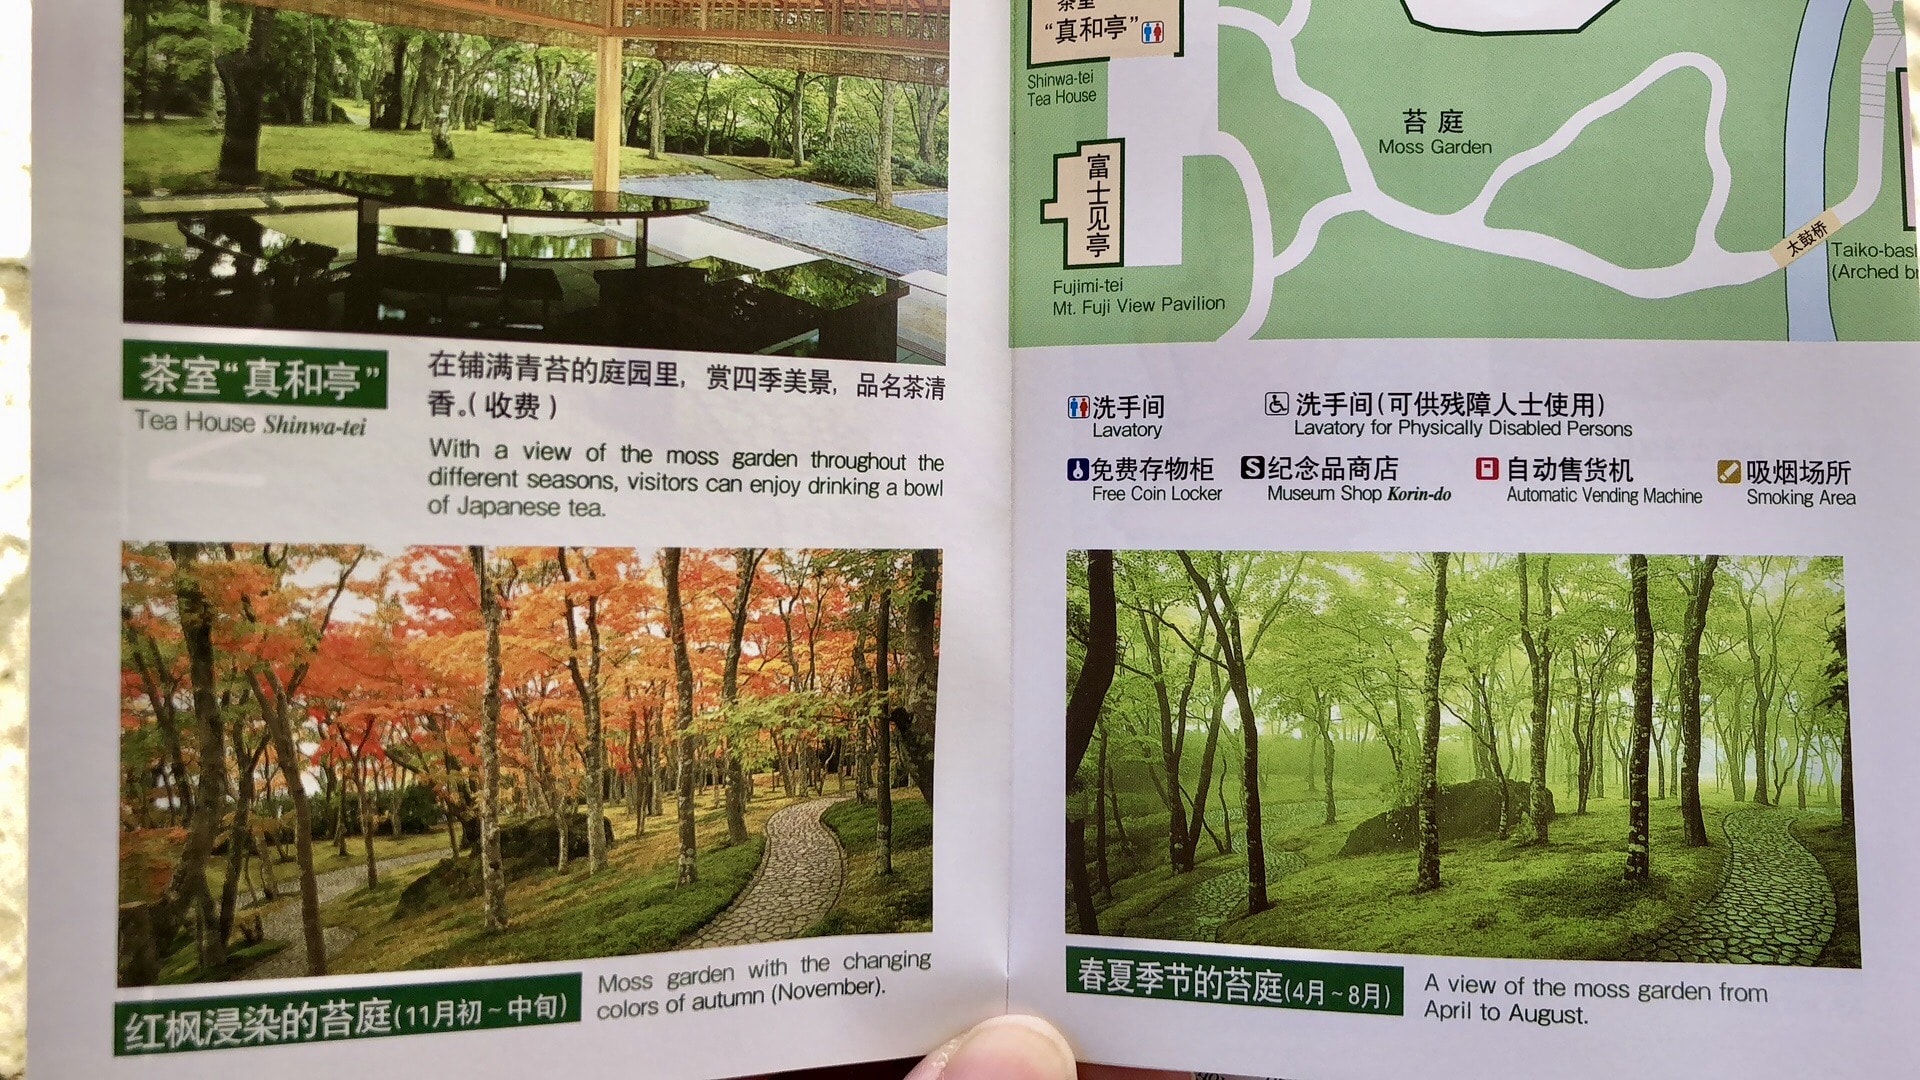 茶室“真和亭”
Tea House Shinwa-tei
在铺满青苔的庭园里，赏四季美景，品名茶清
香。(收费)
With a view of the moss garden throughout the
different seasons, visitors can enjoy drinking a bowl
of Japanese tea.
红枫浸染的苔庭(11月初~中旬)
Moss garden with the changing
colors of autumn (November).
茶室
“真和亭”
Shinwa-tei
Tea House
苔庭
Moss Garden
富士见亭
Fujimi-tei
Mt. Fuji View Pavilion
太鼓桥
Taiko-bas
(Arched b
洗手间
Lavatory
洗手间(可供残障人士使用)
Lavatory for Physically Disabled Persons
免费存物柜
Free Coin Locker
S 纪念品商店
Museum Shop Korin-do
自动售货机
Automatic Vending Machine
吸烟场所
Smoking Area
春夏季节的苔庭(4月~8月)
A view of the moss garden from
April to August.